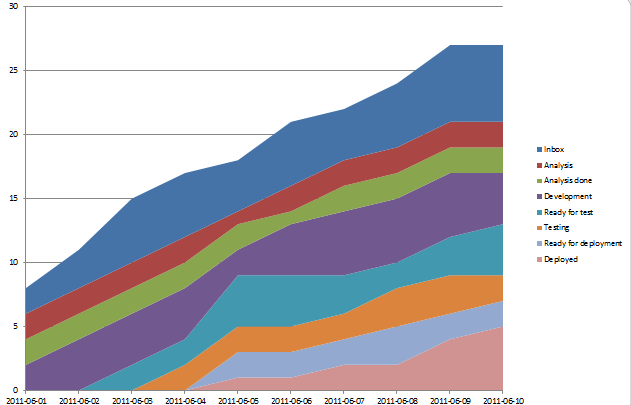 30
25
20
15
10
5
0
2011-06-01 2011-06-02 2011-06-03 2011-06-04 2011-06-05 2011-06-06 2011-06-07 2011-06-08 2011-06-09 2011-06-10
Inbox
Analysis
Analysis done
Development
Ready for test
Testing
Ready for deployment
Deployed